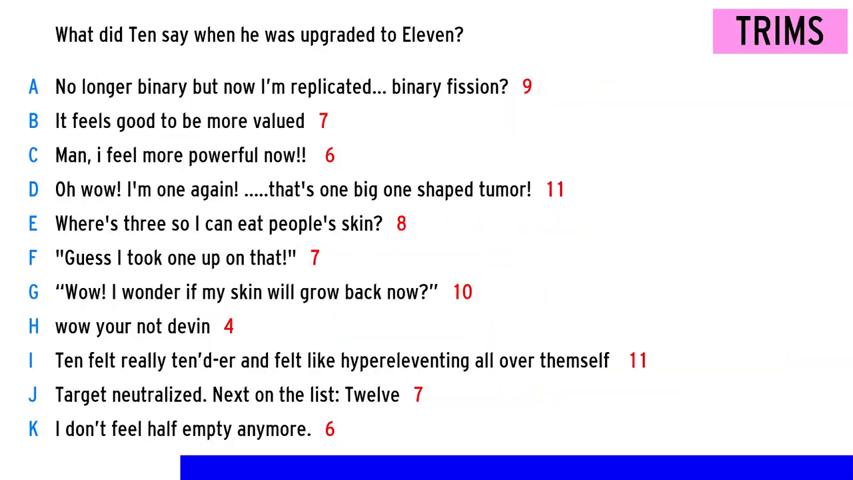 What did Ten say when he was upgraded to Eleven?
TRIMS
A No longer binary but now I'm replicated... binary fission? 9
B It feels good to be more valued 7
C Man, i feel more powerful now!! 6
D Oh wow! I'm one again! .....that's one big one shaped tumor! 11
E Where's three so I can eat people's skin? 8
F "Guess I took one up on that!" 7
G “Wow! I wonder if my skin will grow back now?” 10
H wow your not devin 4
I Ten felt really ten’d-er and felt like hypereleventing all over themself 11
J Target neutralized. Next on the list: Twelve 7
K I don’t feel half empty anymore. 6